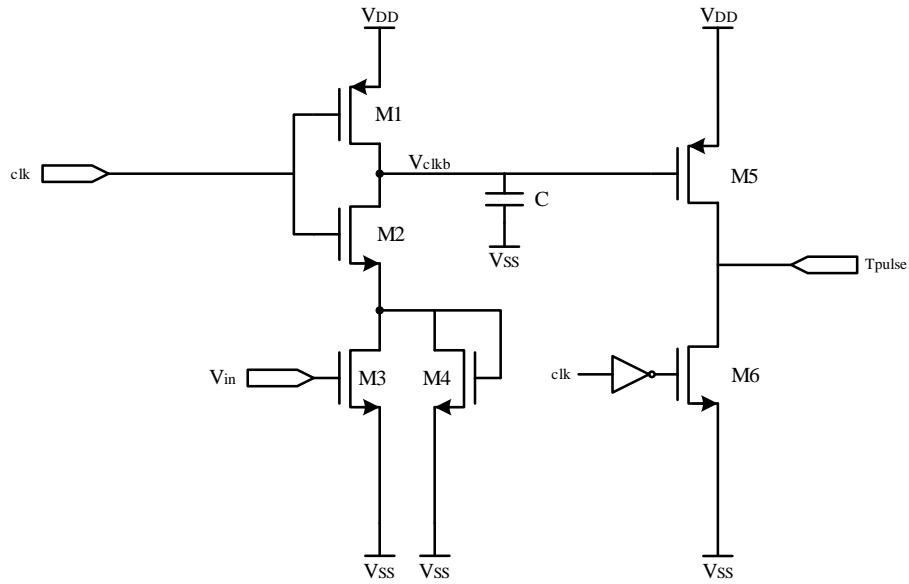 VDD
VDD
M1
clk
Vclkb
M5
C
M2
VSS
Tpulse
Vin
M3
M4
clk
M6
VSS
VSS
VSS